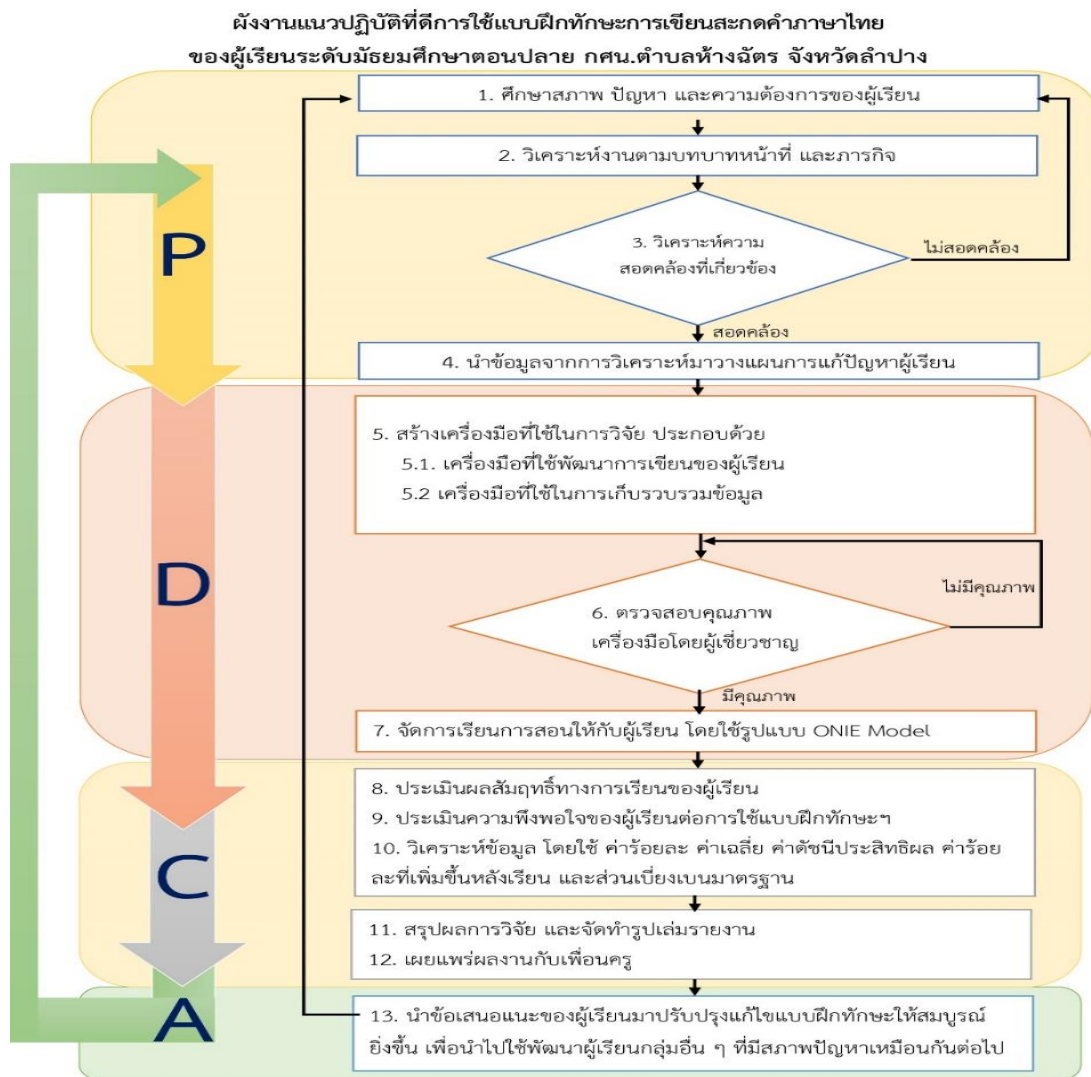 ผังงานแนวปฏิบัติที่ดีการใช้แบบฝึกทักษะการเขียนสะกดคำภาษาไทย
ของผู้เรียนระดับมัธยมศึกษาตอนปลาย กศน.ตำบลห้างฉัตร จังหวัดลำปาง
1. ศึกษาสภาพ ปัญหา และความต้องการของผู้เรียน
2. วิเคราะห์งานตามบทบาทหน้าที่ และภารกิจ
P
3. วิเคราะห์ความ
สอดคล้องที่เกี่ยวข้อง
ไม่สอดคล้อง
สอดคล้อง
4. นำข้อมูลจากการวิเคราะห์มาวางแผนการแก้ปัญหาผู้เรียน
D
5. สร้างเครื่องมือที่ใช้ในการวิจัย ประกอบด้วย
5.1. เครื่องมือที่ใช้พัฒนาการเขียนของผู้เรียน
5.2 เครื่องมือที่ใช้ในการเก็บรวบรวมข้อมูล
6. ตรวจสอบคุณภาพ
เครื่องมือโดยผู้เชี่ยวชาญ
ไม่มีคุณภาพ
มีคุณภาพ
7. จัดการเรียนการสอนให้กับผู้เรียน โดยใช้รูปแบบ ONIE Model
C
8. ประเมินผลสัมฤทธิ์ทางการเรียนของผู้เรียน
9. ประเมินความพึงพอใจของผู้เรียนต่อการใช้แบบฝึกทักษะฯ
10. วิเคราะห์ข้อมูล โดยใช้ ค่าร้อยละ ค่าเฉลี่ย ค่าดัชนีประสิทธิผล ค่าร้อย
ละที่เพิ่มขึ้นหลังเรียน และส่วนเบี่ยงเบนมาตรฐาน
11. สรุปผลการวิจัย และจัดทำรูปเล่มรายงาน
12. เผยแพร่ผลงานกับเพื่อนครู
A
13. นำข้อเสนอแนะของผู้เรียนมาปรับปรุงแก้ไขแบบฝึกทักษะให้สมบูรณ์
ยิ่งขึ้น เพื่อนำไปใช้พัฒนาผู้เรียนกลุ่มอื่น ๆ ที่มีสภาพปัญหาเหมือนกันต่อไป